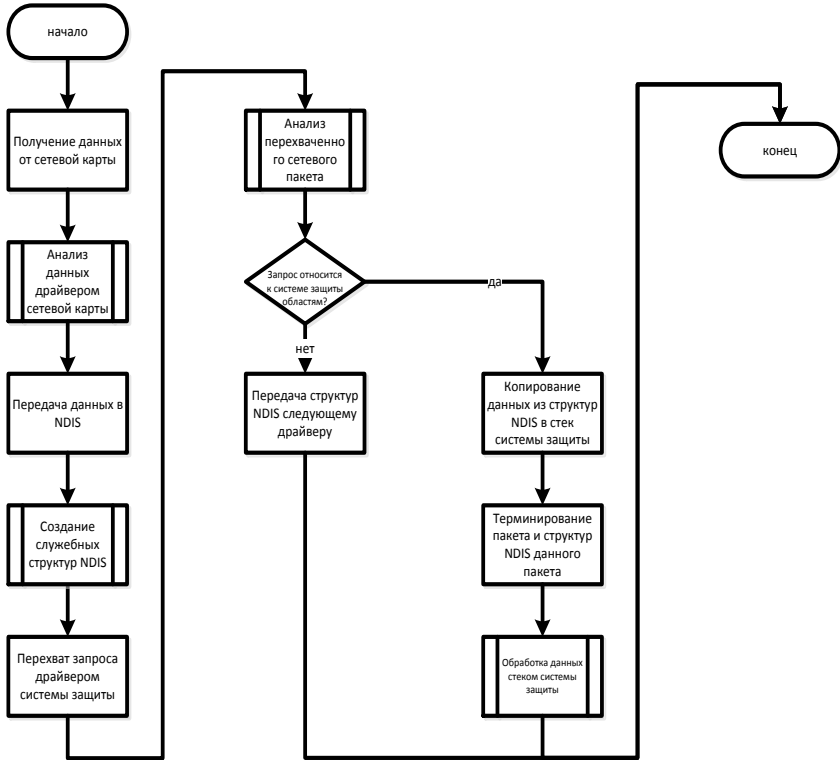 начало
Получение данных
от сетевой карты
Анализ
данных
драйвером
сетевой карты
Передача данных в
NDIS
Создание
служебных
структур NDIS
Перехват запроса
драйвером
системы защиты
Анализ
перехваченно
го сетевого
пакета
Запрос относится
к системе защиты
областям?
да
нет
Передача структур
NDIS следующему
драйверу
Копирование
данных из структур
NDIS в стек
системы защиты
Терминирование
пакета и структур
NDIS данного
пакета
Обработка данных
стеком системы
защиты
конец